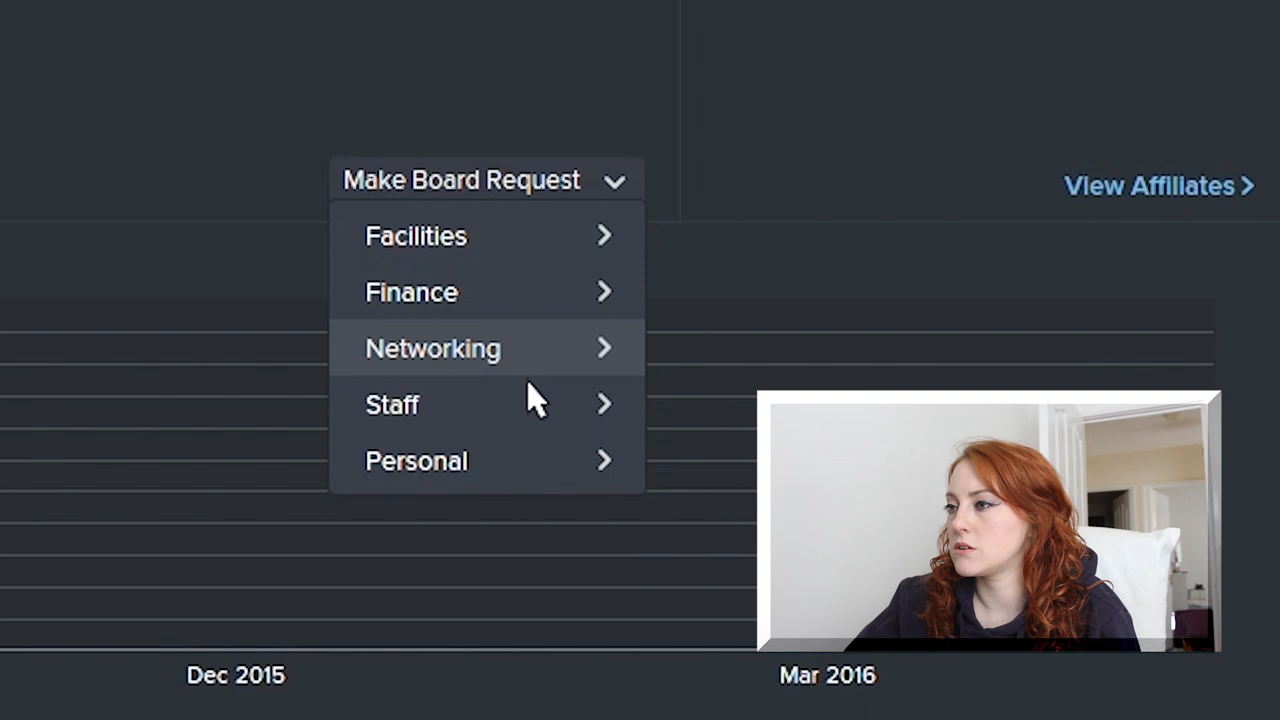 Make Board Request
View Affiliates
Facilities
Finance
Networking
Staff
Personal
Dec 2015
Mar 2016